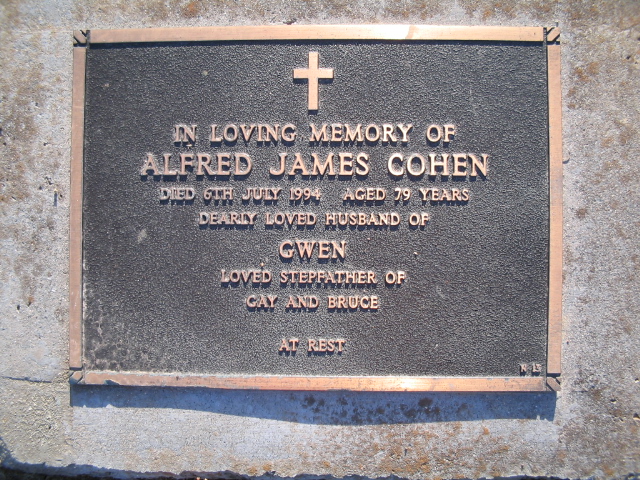 IN LOVING MEMORY OF
ALFRED JAMES COHEN
DIED 6TH JULY 1994 AGED 79 YEARS
DEARLY LOVED HUSBAND OF
GWEN
LOVED STEPFATHER OF
GAY AND BRUCE
AT REST